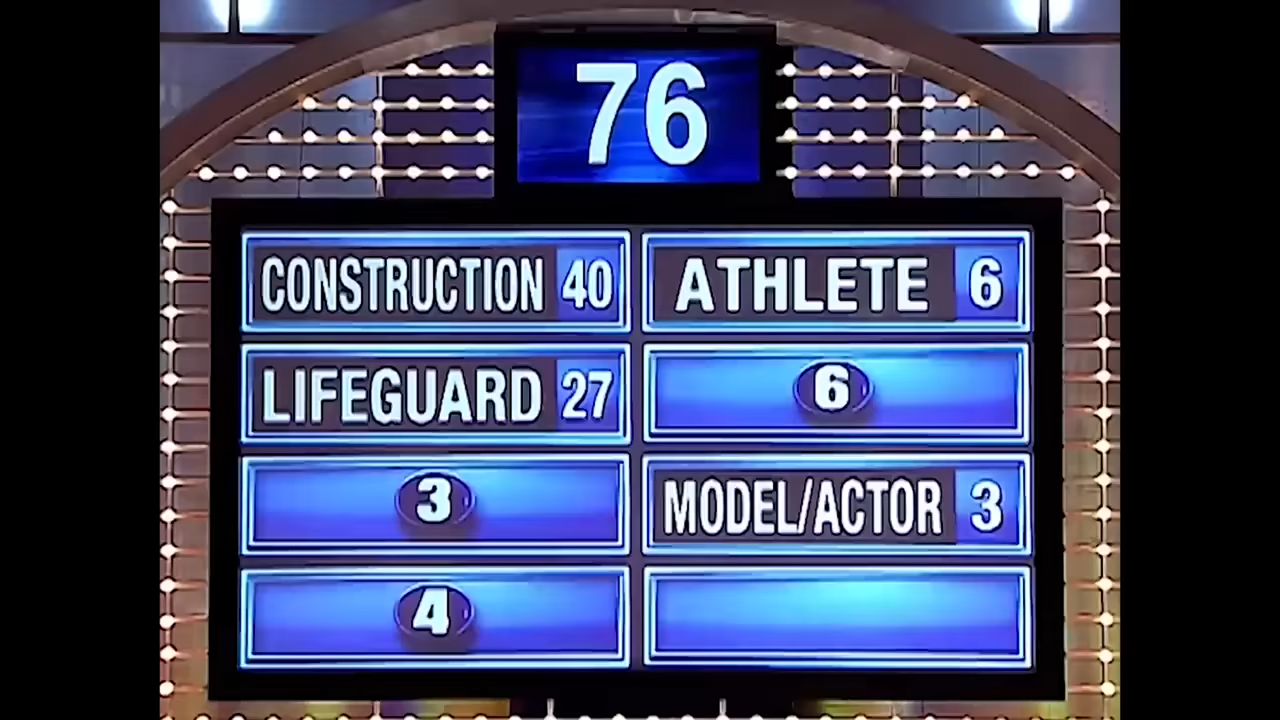 76
CONSTRUCTION 40
LIFEGUARD 27
3
4
ATHLETE 6
6
MODEL/ACTOR 3